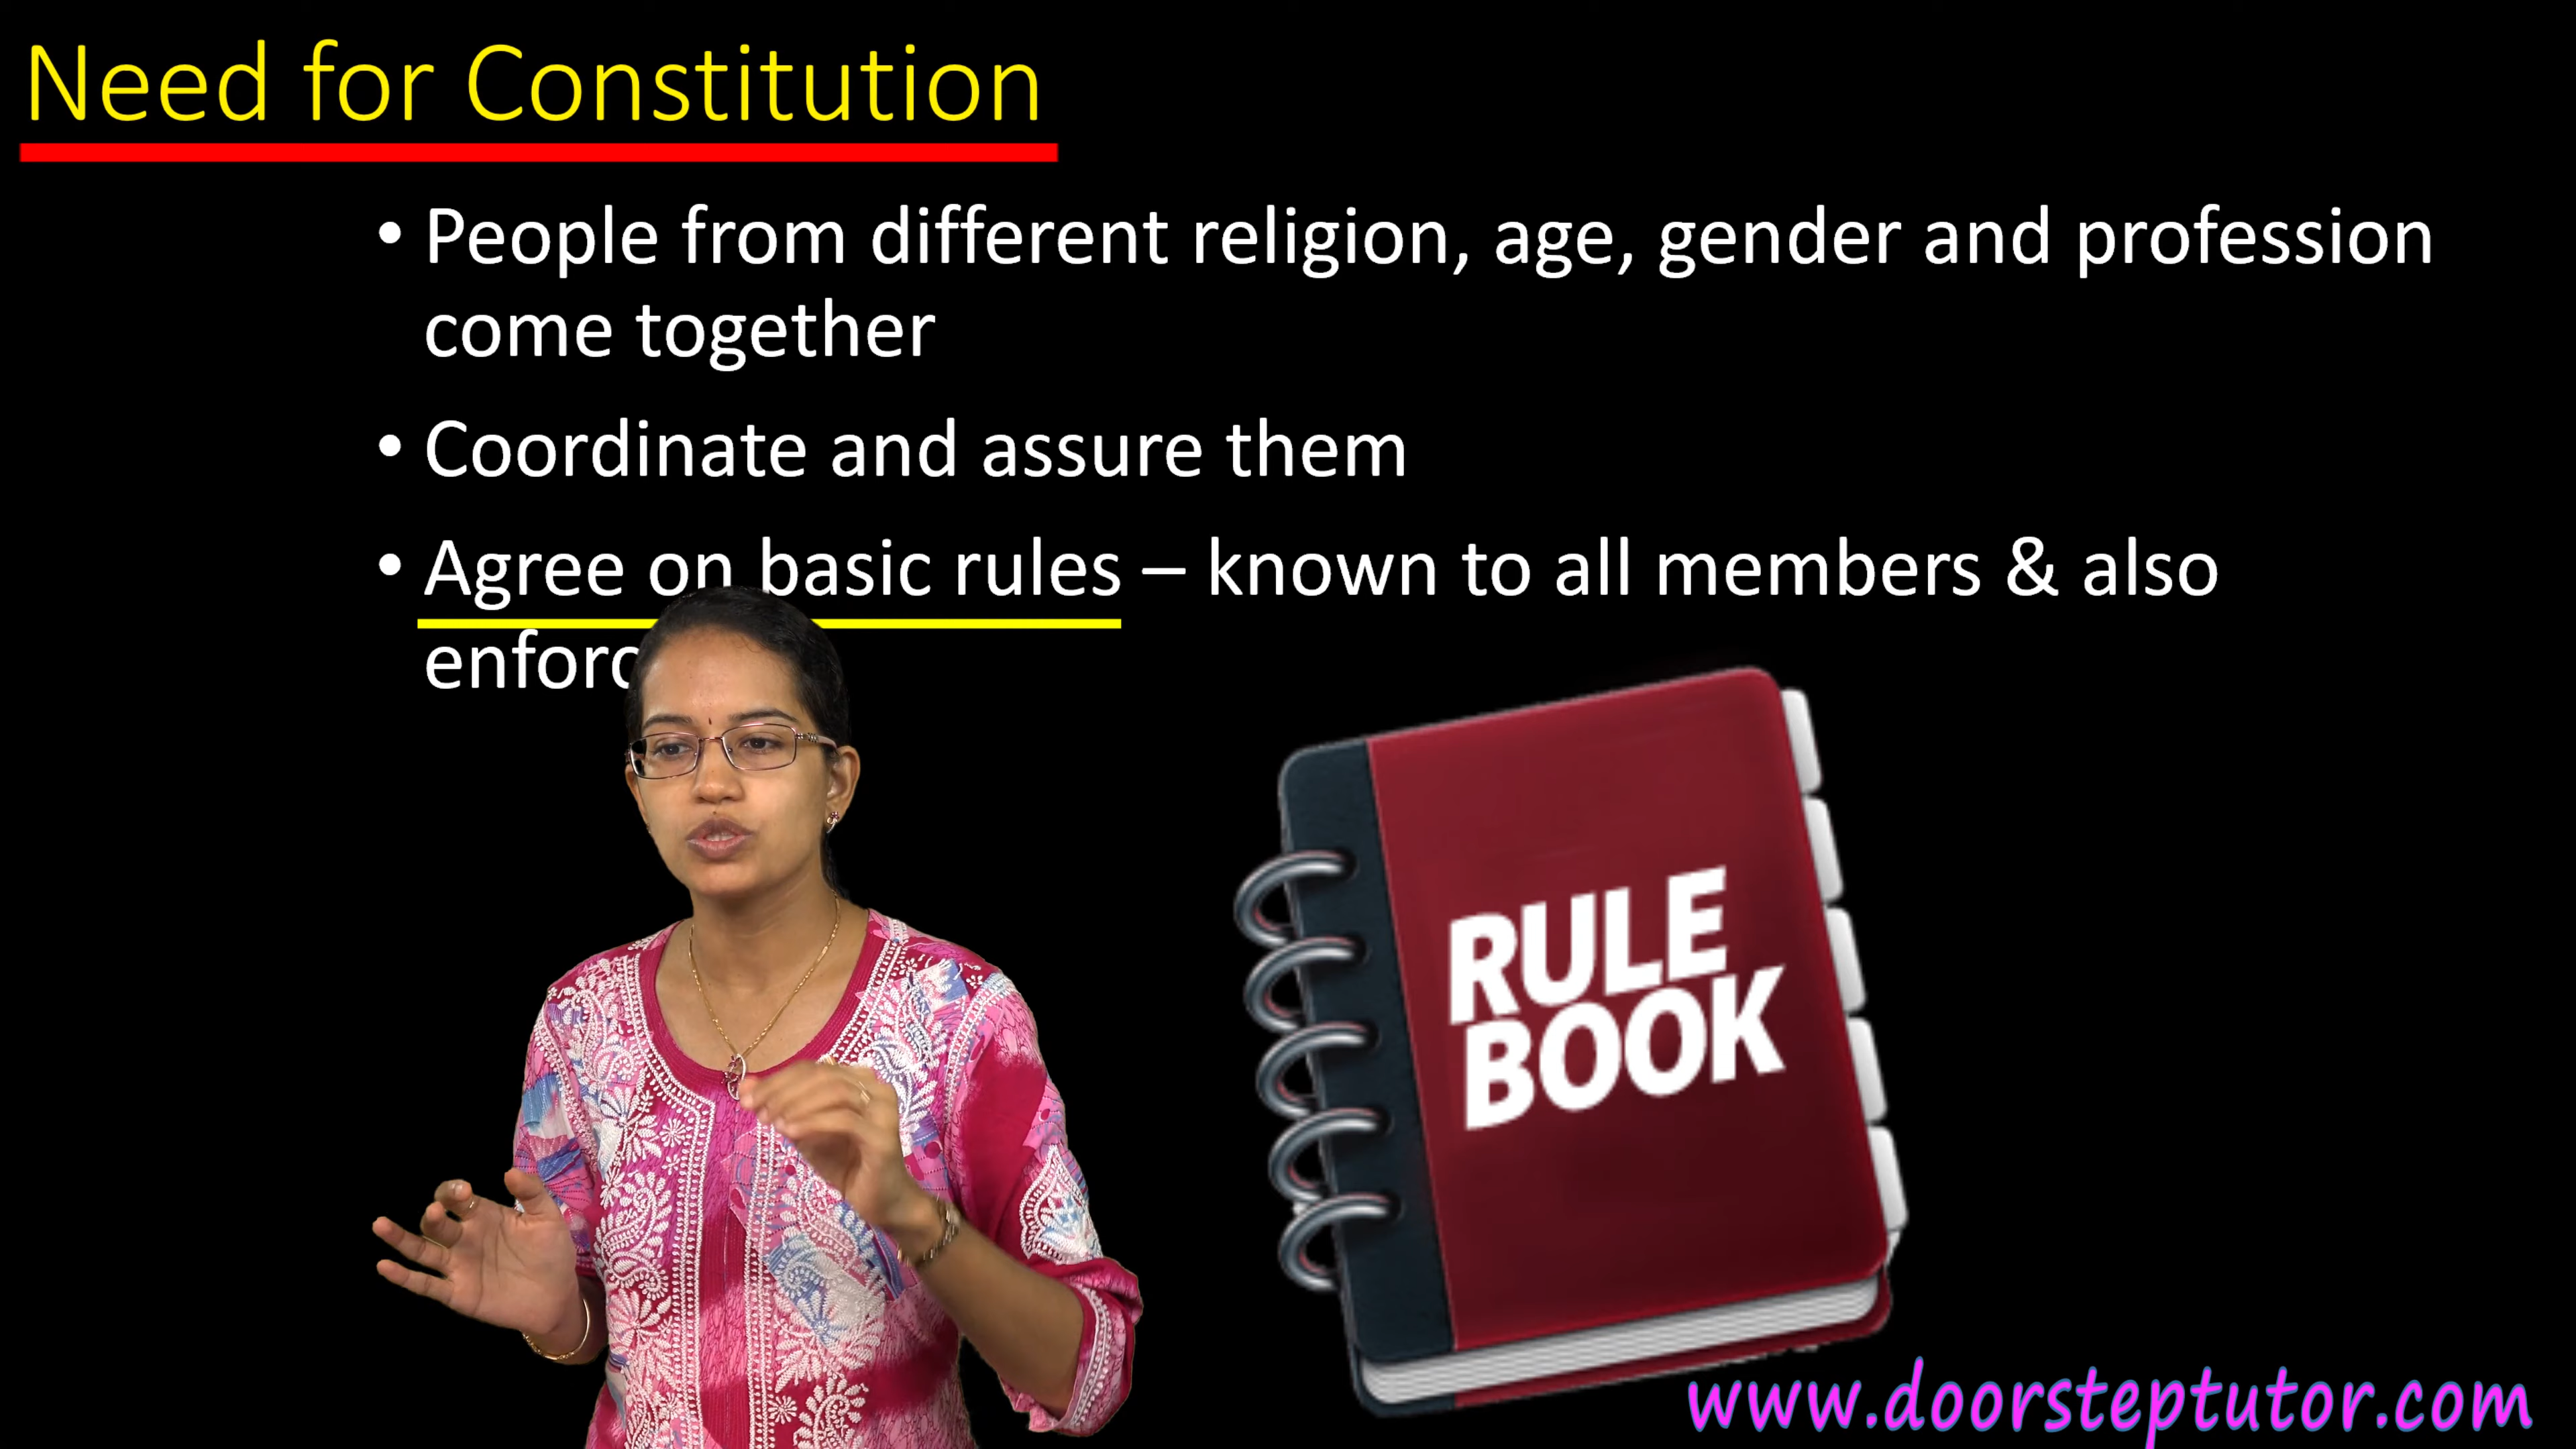 Need for Constitution
• People from different religion, age, gender and profession
come together
• Coordinate and assure them
• Agree on basic rules – known to all members & also
RULE
BOOK
www.doorsteptutor.com